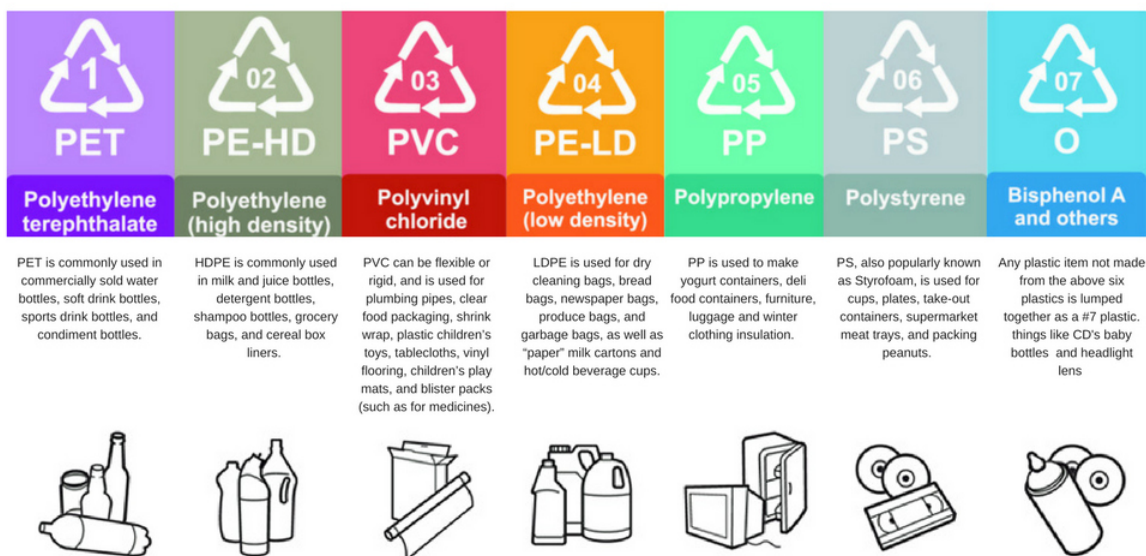 1
PET
Polyethylene
terephthalate
PET is commonly used in
commercially sold water
bottles, soft drink bottles,
sports drink bottles, and
condiment bottles.
02
PE-HD
Polyethylene
(high density)
HDPE is commonly used
in milk and juice bottles,
detergent bottles,
shampoo bottles, grocery
bags, and cereal box
liners.
03
PVC
Polyvinyl
chloride
PVC can be flexible or
rigid, and is used for
plumbing pipes, clear
food packaging, shrink
wrap, plastic children's
toys, tablecloths, vinyl
flooring, children's play
mats, and blister packs
(such as for medicines).
04
PE-LD
Polyethylene
(low density)
LDPE is used for dry
cleaning bags, bread
bags, newspaper bags,
produce bags, and
garbage bags, as well as
“paper” milk cartons and
hot/cold beverage cups.
05
PP
Polypropylene
PP is used to make
yogurt containers, deli
food containers, furniture,
luggage and winter
clothing insulation.
06
PS
Polystyrene
PS, also popularly known
as Styrofoam, is used for
cups, plates, take-out
containers, supermarket
meat trays, and packing
peanuts.
07
O
Bisphenol A
and others
Any plastic item not made
from the above six
plastics is lumped
together as a #7 plastic.
things like CD's baby
bottles and headlight
lens